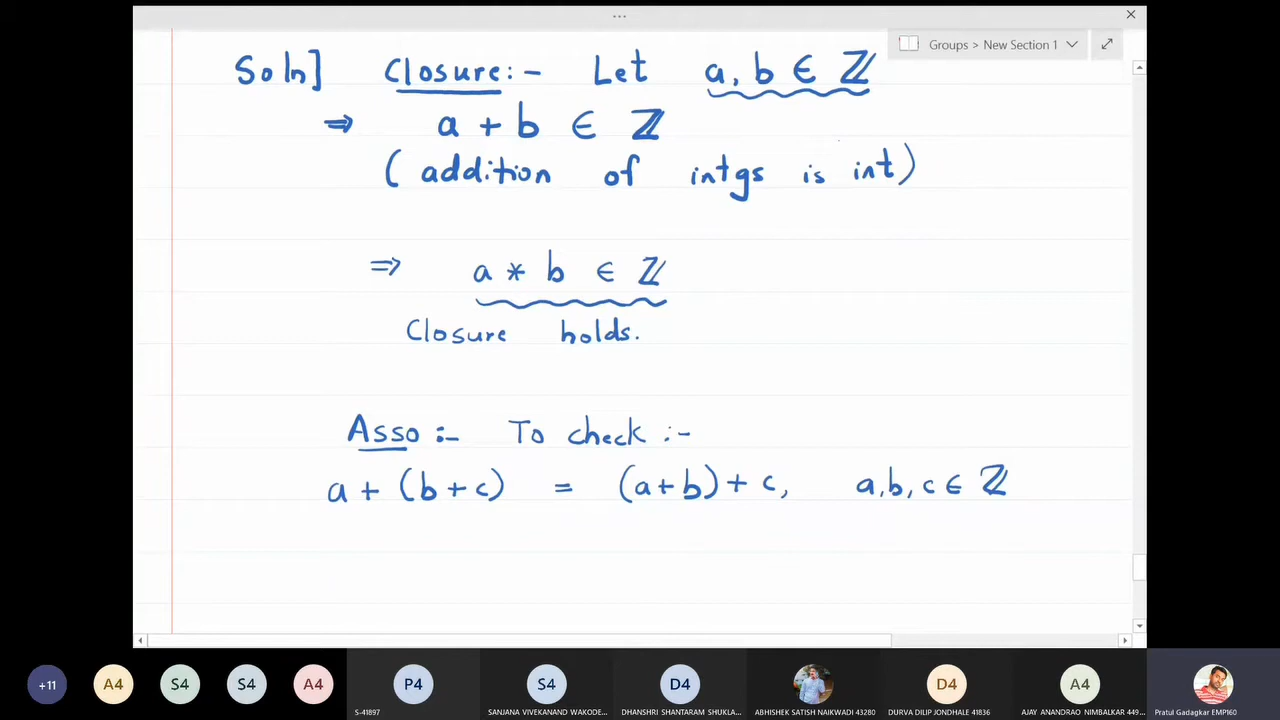 Groups > New Section 1
Soln] Closure:- Let a, b ∈ ℤ
⇒ a + b ∈ ℤ
( addition of intgs is int)
⇒ a * b ∈ ℤ
Closure holds.
Asso :- To check :-
a + (b + c) = (a+b) + c, a,b, c ∈ ℤ
+11 A4 S4 S4 A4 P4 S4 D4 D4 A4
S-41897 SANJANA VIVEKANAND WAKODE... DHANSHRI SHANTARAM SHUKLA... ABHISHEK SATISH NAIKWADI 43280 DURVA DILIP JONDHALE 41836 AJAY ANANDRAO NIMBALKAR 449... Pratul Gadagkar EMP160